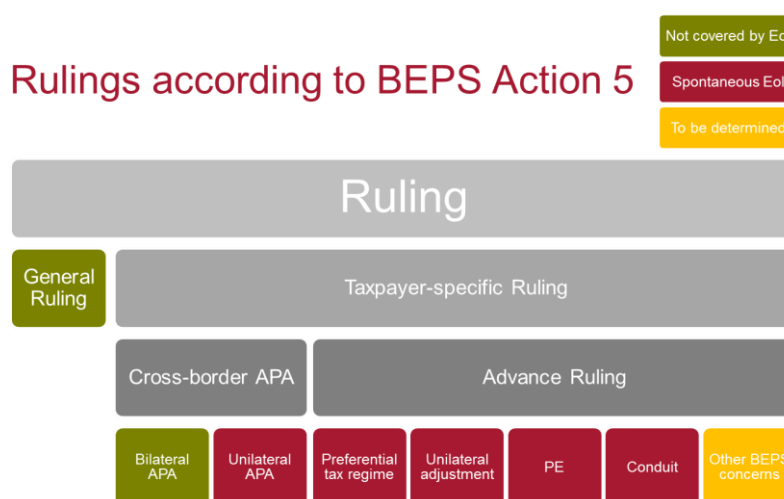 Not covered by Eo
Rulings according to BEPS Action 5
Spontaneous EoI
To be determined
Ruling
General
Ruling
Taxpayer-specific Ruling
Cross-border APA
Advance Ruling
Bilateral
APA
Unilateral
APA
Preferential
tax regime
Unilateral
adjustment
PE
Conduit
Other BEPS
concerns